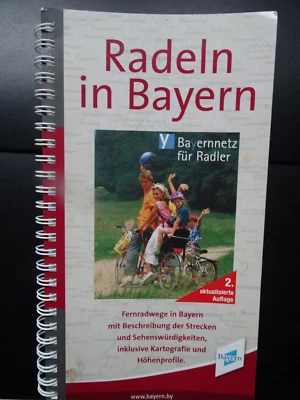 Radeln
in Bayern
y Bayernnetz
für Radler
2.
aktualisierte
Auflage
Fernradwege in Bayern
mit Beschreibung der Strecken
und Sehenswürdigkeiten,
inklusive Kartografie und
Höhenprofile.
Bayern
www.bayern.by